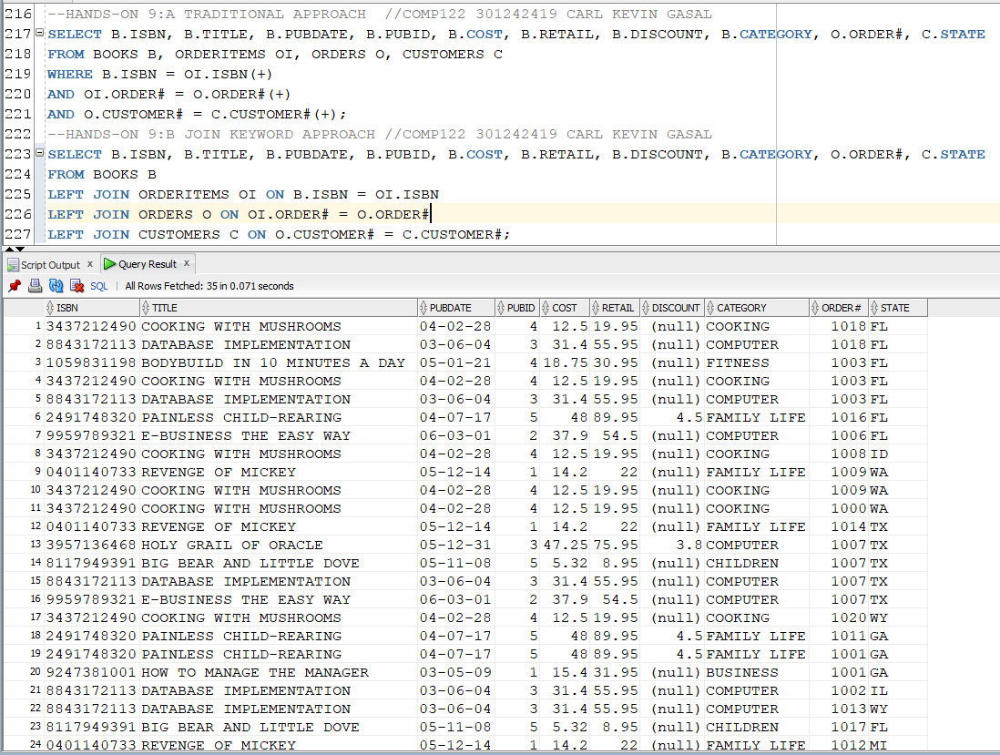 216 --HANDS-ON 9:A TRADITIONAL APPROACH  //COMP122 301242419 CARL KEVIN GASAL
217 SELECT B.ISBN, B.TITLE, B.PUBDATE, B.PUBID, B.COST, B.RETAIL, B.DISCOUNT, B.CATEGORY, O.ORDER#, C.STATE
218 FROM BOOKS B, ORDERITEMS OI, ORDERS O, CUSTOMERS C
219 WHERE B.ISBN = OI.ISBN(+)
220 AND OI.ORDER# = O.ORDER#(+)
221 AND O.CUSTOMER# = C.CUSTOMER#(+);
222 --HANDS-ON 9:B JOIN KEYWORD APPROACH //COMP122 301242419 CARL KEVIN GASAL
223 SELECT B.ISBN, B.TITLE, B.PUBDATE, B.PUBID, B.COST, B.RETAIL, B.DISCOUNT, B.CATEGORY, O.ORDER#, C.STATE
224 FROM BOOKS B
225 LEFT JOIN ORDERITEMS OI ON B.ISBN = OI.ISBN
226 LEFT JOIN ORDERS O ON OI.ORDER# = O.ORDER#
227 LEFT JOIN CUSTOMERS C ON O.CUSTOMER# = C.CUSTOMER#;
Script Output x Query Result x
SQL | All Rows Fetched: 35 in 0.071 seconds
ISBN TITLE PUBDATE PUBID COST RETAIL DISCOUNT CATEGORY ORDER# STATE
1 3437212490 COOKING WITH MUSHROOMS 04-02-28 4 12.5 19.95 (null) COOKING 1018 FL
2 8843172113 DATABASE IMPLEMENTATION 03-06-04 3 31.4 55.95 (null) COMPUTER 1018 FL
3 1059831198 BODYBUILD IN 10 MINUTES A DAY 05-01-21 4 18.75 30.95 (null) FITNESS 1003 FL
4 3437212490 COOKING WITH MUSHROOMS 04-02-28 4 12.5 19.95 (null) COOKING 1003 FL
5 8843172113 DATABASE IMPLEMENTATION 03-06-04 3 31.4 55.95 (null) COMPUTER 1003 FL
6 2491748320 PAINLESS CHILD-REARING 04-07-17 5 48 89.95 4.5 FAMILY LIFE 1016 FL
7 9959789321 E-BUSINESS THE EASY WAY 06-03-01 2 37.9 54.5 (null) COMPUTER 1006 FL
8 3437212490 COOKING WITH MUSHROOMS 04-02-28 4 12.5 19.95 (null) COOKING 1008 ID
9 0401140733 REVENGE OF MICKEY 05-12-14 1 14.2 22 (null) FAMILY LIFE 1009 WA
10 3437212490 COOKING WITH MUSHROOMS 04-02-28 4 12.5 19.95 (null) COOKING 1009 WA
11 3437212490 COOKING WITH MUSHROOMS 04-02-28 4 12.5 19.95 (null) COOKING 1000 WA
12 0401140733 REVENGE OF MICKEY 05-12-14 1 14.2 22 (null) FAMILY LIFE 1014 TX
13 3957136468 HOLY GRAIL OF ORACLE 05-12-31 3 47.25 75.95 3.8 COMPUTER 1007 TX
14 8117949391 BIG BEAR AND LITTLE DOVE 05-11-08 5 5.32 8.95 (null) CHILDREN 1007 TX
15 8843172113 DATABASE IMPLEMENTATION 03-06-04 3 31.4 55.95 (null) COMPUTER 1007 TX
16 9959789321 E-BUSINESS THE EASY WAY 06-03-01 2 37.9 54.5 (null) COMPUTER 1007 TX
17 3437212490 COOKING WITH MUSHROOMS 04-02-28 4 12.5 19.95 (null) COOKING 1020 WY
18 2491748320 PAINLESS CHILD-REARING 04-07-17 5 48 89.95 4.5 FAMILY LIFE 1011 GA
19 2491748320 PAINLESS CHILD-REARING 04-07-17 5 48 89.95 4.5 FAMILY LIFE 1001 GA
20 9247381001 HOW TO MANAGE THE MANAGER 03-05-09 1 15.4 31.95 (null) BUSINESS 1001 GA
21 8843172113 DATABASE IMPLEMENTATION 03-06-04 3 31.4 55.95 (null) COMPUTER 1002 IL
22 8843172113 DATABASE IMPLEMENTATION 03-06-04 3 31.4 55.95 (null) COMPUTER 1013 WY
23 8117949391 BIG BEAR AND LITTLE DOVE 05-11-08 5 5.32 8.95 (null) CHILDREN 1017 FL
24 0401140733 REVENGE OF MICKEY 05-12-14 1 14.2 22 (null) FAMILY LIFE 1012 MI